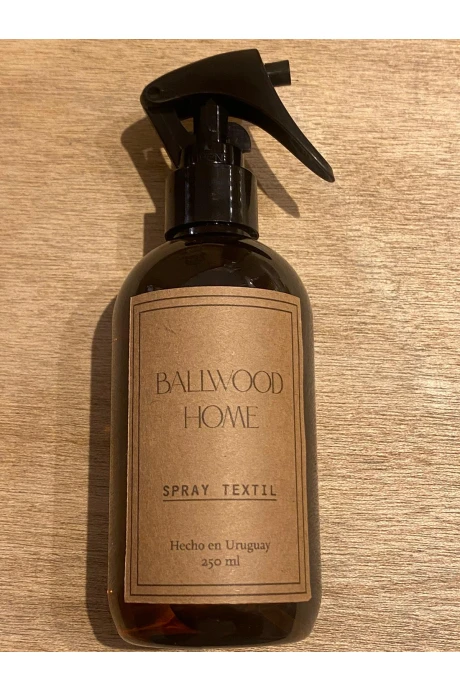 BALLWOOD
HOME
SPRAY TEXTIL
Hecho en Uruguay
250 ml